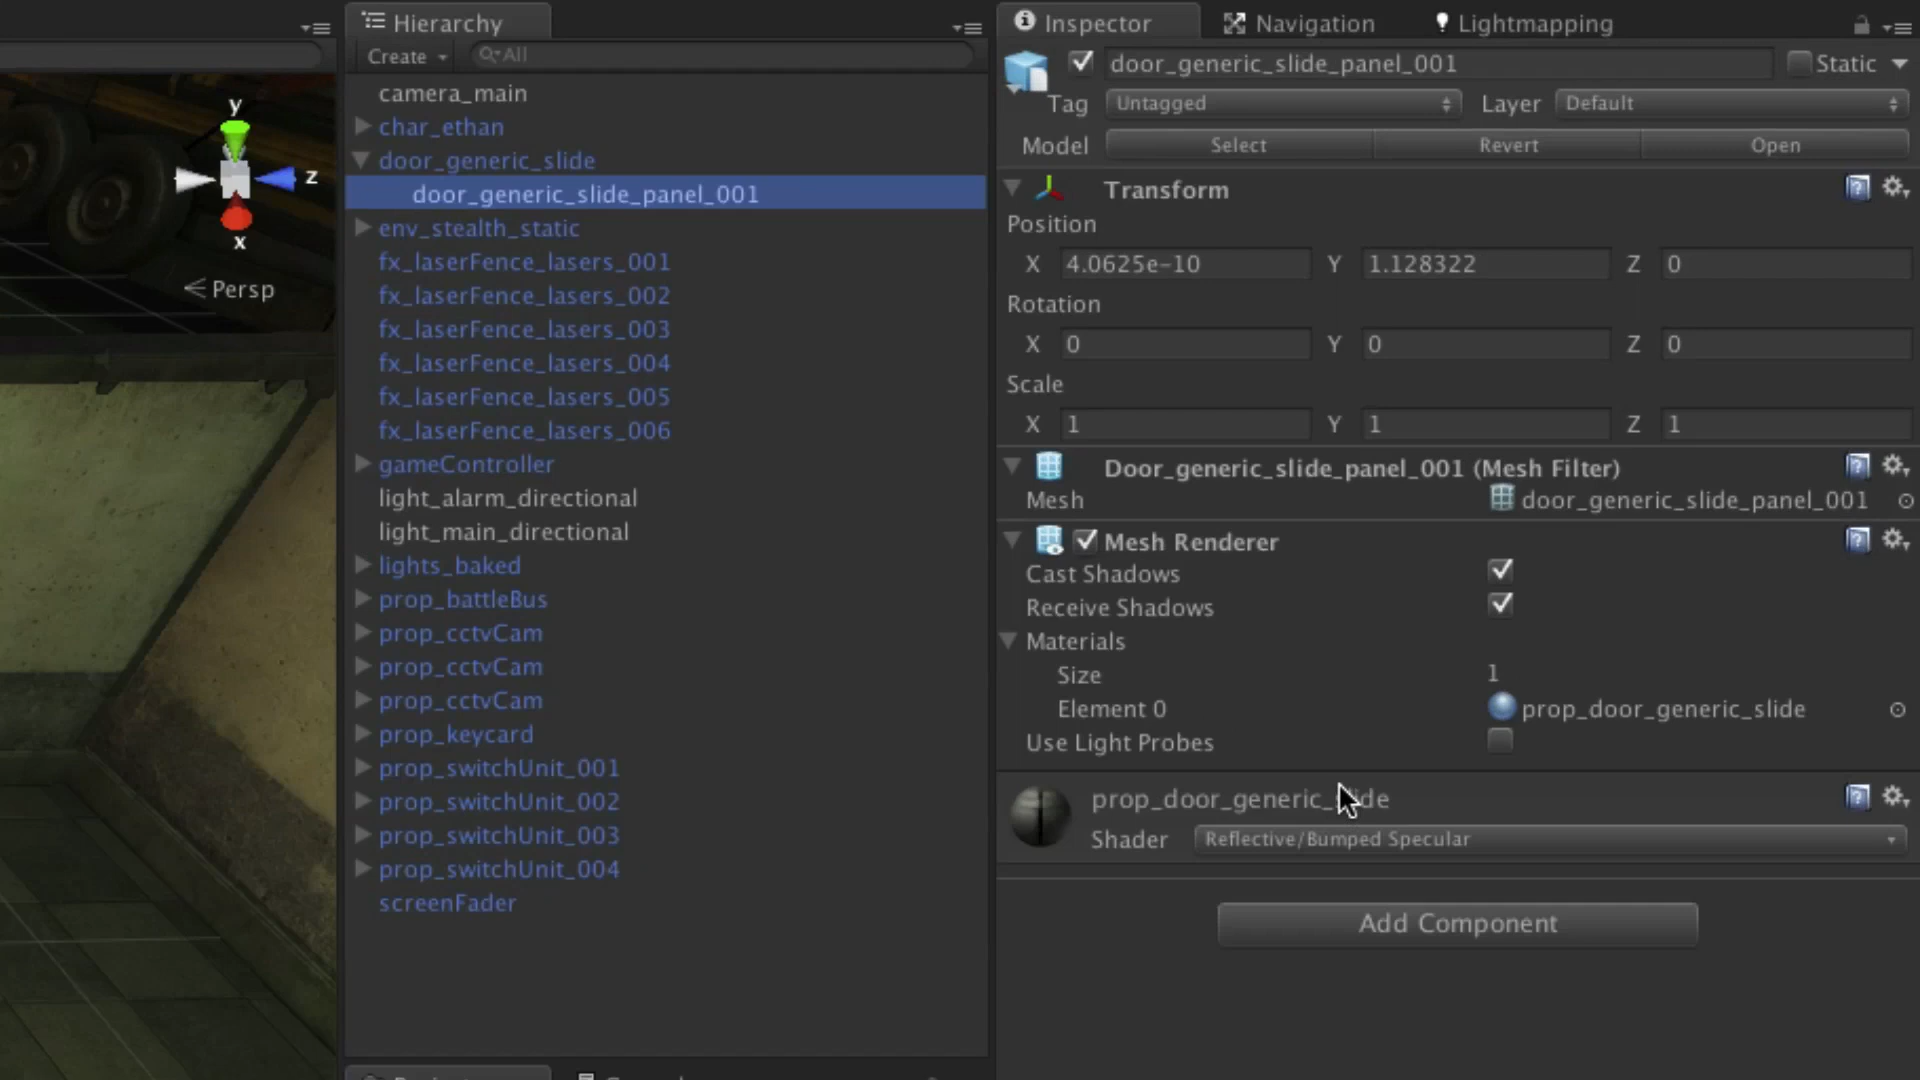 Hierarchy
Create
All
camera_main
char_ethan
door_generic_slide
door_generic_slide_panel_001
env_stealth_static
fx_laserFence_lasers_001
fx_laserFence_lasers_002
fx_laserFence_lasers_003
fx_laserFence_lasers_004
fx_laserFence_lasers_005
fx_laserFence_lasers_006
gameController
light_alarm_directional
light_main_directional
lights_baked
prop_battleBus
prop_cctvCam
prop_cctvCam
prop_cctvCam
prop_keycard
prop_switchUnit_001
prop_switchUnit_002
prop_switchUnit_003
prop_switchUnit_004
screenFader
y
z
x
Persp
Inspector Navigation Lightmapping
door_generic_slide_panel_001 Static
Tag Untagged Layer Default
Model Select Revert Open
Transform
Position
X 4.0625e-10 Y 1.128322 Z 0
Rotation
X 0 Y 0 Z 0
Scale
X 1 Y 1 Z 1
Door_generic_slide_panel_001 (Mesh Filter)
Mesh door_generic_slide_panel_001
Mesh Renderer
Cast Shadows
Receive Shadows
Materials
Size 1
Element 0 prop_door_generic_slide
Use Light Probes
prop_door_generic_slide
Shader Reflective/Bumped Specular
Add Component